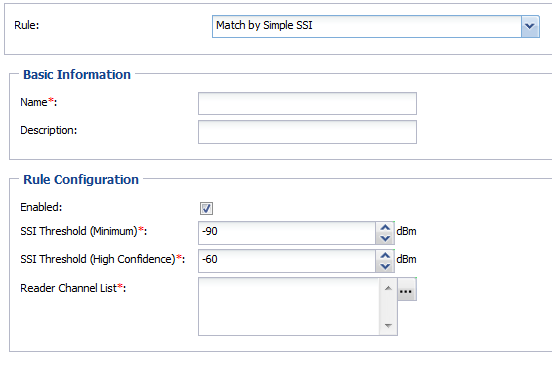 Rule: Match by Simple SSI
Basic Information
Name*:
Description:
Rule Configuration
Enabled:
SSI Threshold (Minimum)*: -90 dBm
SSI Threshold (High Confidence)*: -60 dBm
Reader Channel List*: ...